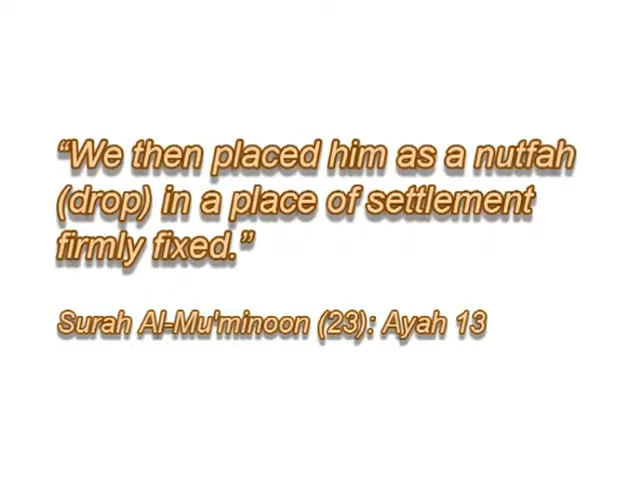 “We then placed him as a nutfah
(drop) in a place of settlement
firmly fixed.”
Surah Al-Mu'minoon (23): Ayah 13